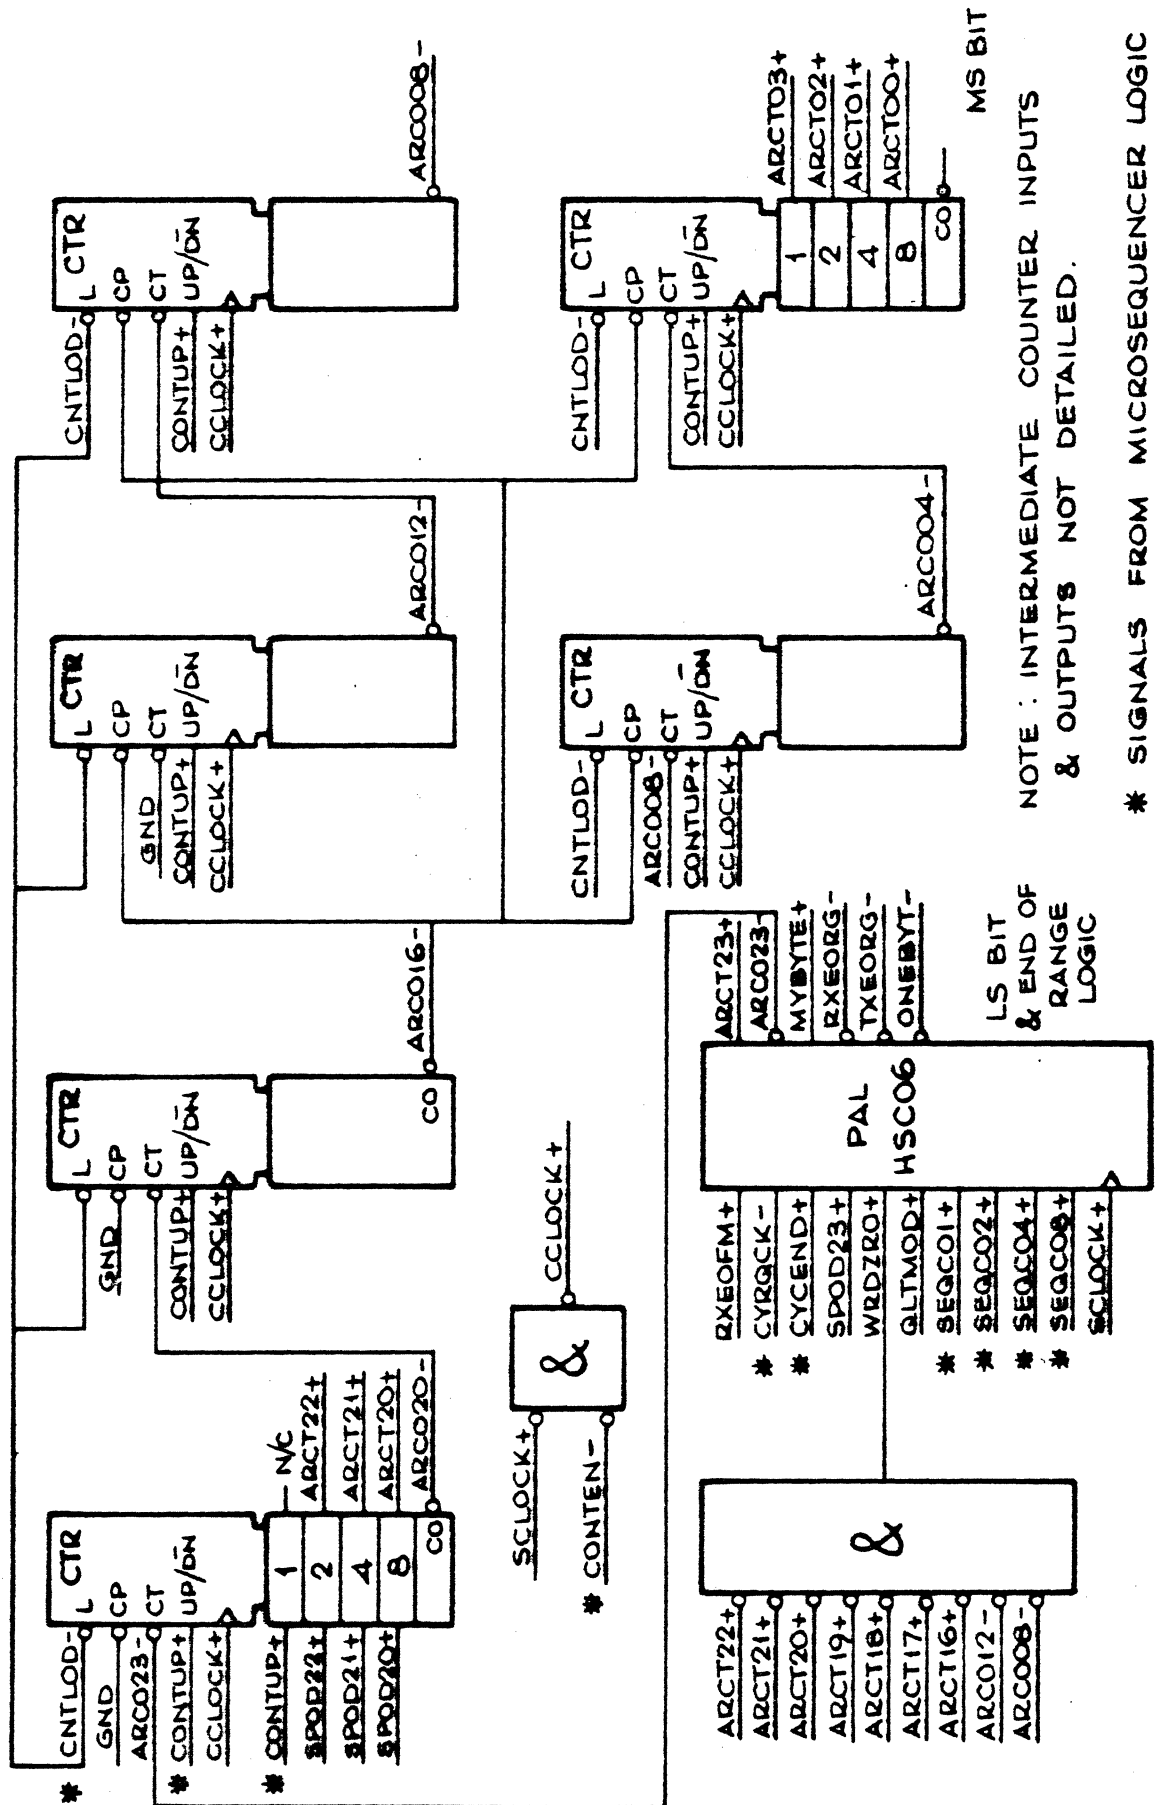 * CNTLOD-
GND
ARCO23-
* CONTUP+
CCLOCK+
* CONTUP+
SPOD22+
SPOD21+
SPOD20+
CTR
L
CP
CT
UP/DN
1
2
4
8
CO
N/C
ARCT22+
ARCT21+
ARCT20+
ARCO20-
GND
CONTUP+
CCLOCK+
CTR
L
CP
CT
UP/DN
CO
ARCO16-
GND
CONTUP+
CCLOCK+
CTR
L
CP
CT
UP/DN
ARCO12-
CNTLOD-
CONTUP+
CCLOCK+
CTR
L
CP
CT
UP/DN
ARCO08-
SCLOCK+
* CONTEN-
&
CCLOCK+
CNTLOD-
ARCO08-
CONTUP+
CCLOCK+
CTR
L
CP
CT
UP/DN
ARCO04-
CNTLOD-
CONTUP+
CCLOCK+
CTR
L
CP
CT
UP/DN
1
2
4
8
CO
ARCT03+
ARCT02+
ARCT01+
ARCT00+
MS BIT
ARCT22+
ARCT21+
ARCT20+
ARCT19+
ARCT18+
ARCT17+
ARCT16+
ARCO12-
ARCO08-
&
RXEOFM+
* CYRQCK-
* CYCEND+
SPOD23+
WRDZRO+
QLTMOD+
* SEQC01+
* SEQC02+
* SEQC04+
* SEQC08+
SCLOCK+
PAL
HSC06
ARCT23+
ARCO23-
MYBYTE+
RXEORG-
TXEORG-
ONEBYT-
LS BIT
& END OF
RANGE
LOGIC
NOTE : INTERMEDIATE COUNTER INPUTS
& OUTPUTS NOT DETAILED.
* SIGNALS FROM MICROSEQUENCER LOGIC